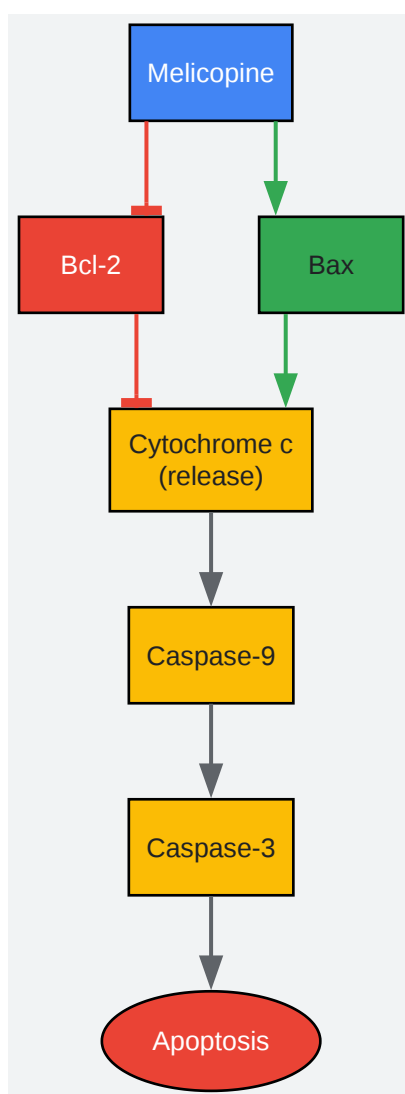 Melicopine
Bcl-2
Bax
Cytochrome c
(release)
Caspase-9
Caspase-3
Apoptosis